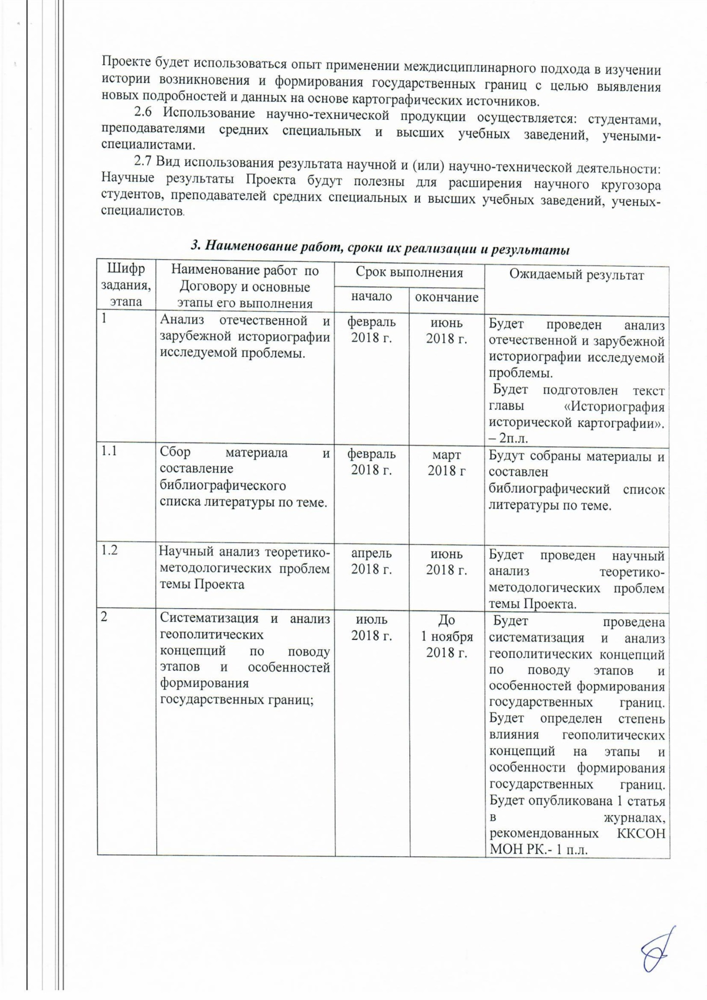 Проекте будет использоваться опыт применении междисциплинарного подхода в изучении
истории возникновения и формирования государственных границ с целью выявления
новых подробностей и данных на основе картографических источников.
2.6 Использование научно-технической продукции осуществляется: студентами,
преподавателями средних специальных и высших учебных заведений, учеными-
специалистами.
2.7 Вид использования результата научной и (или) научно-технической деятельности:
Научные результаты Проекта будут полезны для расширения научного кругозора
студентов, преподавателей средних специальных и высших учебных заведений, ученых-
специалистов.
3. Наименование работ, сроки их реализации и результаты
Шифр
задания,
этапа
Наименование работ по
Договору и основные
этапы его выполнения
Срок выполнения
начало
окончание
Ожидаемый результат
1
Анализ отечественной и
зарубежной историографии
исследуемой проблемы.
февраль
2018 г.
июнь
2018 г.
Будет проведен анализ
отечественной и зарубежной
историографии исследуемой
проблемы.
Будет подготовлен текст
главы «Историография
исторической картографии».
– 2п.л.
1.1
Сбор материала и
составление
библиографического
списка литературы по теме.
февраль
2018 г.
март
2018 г
Будут собраны материалы и
составлен
библиографический список
литературы по теме.
1.2
Научный анализ теоретико-
методологических проблем
темы Проекта
апрель
2018 г.
июнь
2018 г.
Будет проведен научный
анализ теоретико-
методологических проблем
темы Проекта.
2
Систематизация и анализ
геополитических
концепций по поводу
этапов и особенностей
формирования
государственных границ;
июль
2018 г.
До
1 ноября
2018 г.
Будет проведена
систематизация и анализ
геополитических концепций
по поводу этапов и
особенностей формирования
государственных границ.
Будет определен степень
влияния геополитических
концепций на этапы и
особенности формирования
государственных границ.
Будет опубликована 1 статья
в журналах,
рекомендованных ККСОН
МОН РК.- 1 п.л.